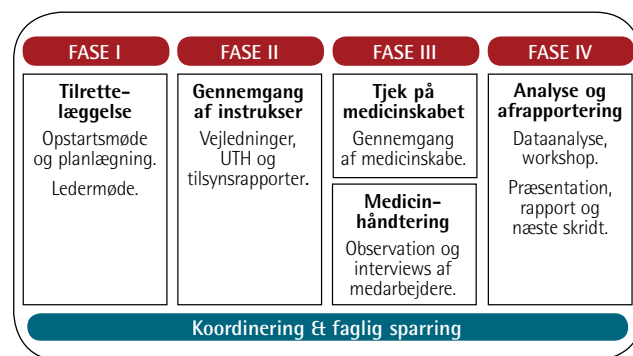 FASE I
Tilrette-
læggelse
Opstartsmøde
og planlægning.
Ledermøde.
FASE II
Gennemgang
af instrukser
Vejledninger,
UTH og
tilsynsrapporter.
FASE III
Tjek på
medicinskabet
Gennemgang
af medicinskabe.
Medicin-
håndtering
Observation og
interviews af
medarbejdere.
FASE IV
Analyse og
afrapportering
Dataanalyse,
workshop.
Præsentation,
rapport og
næste skridt.
Koordinering & faglig sparring